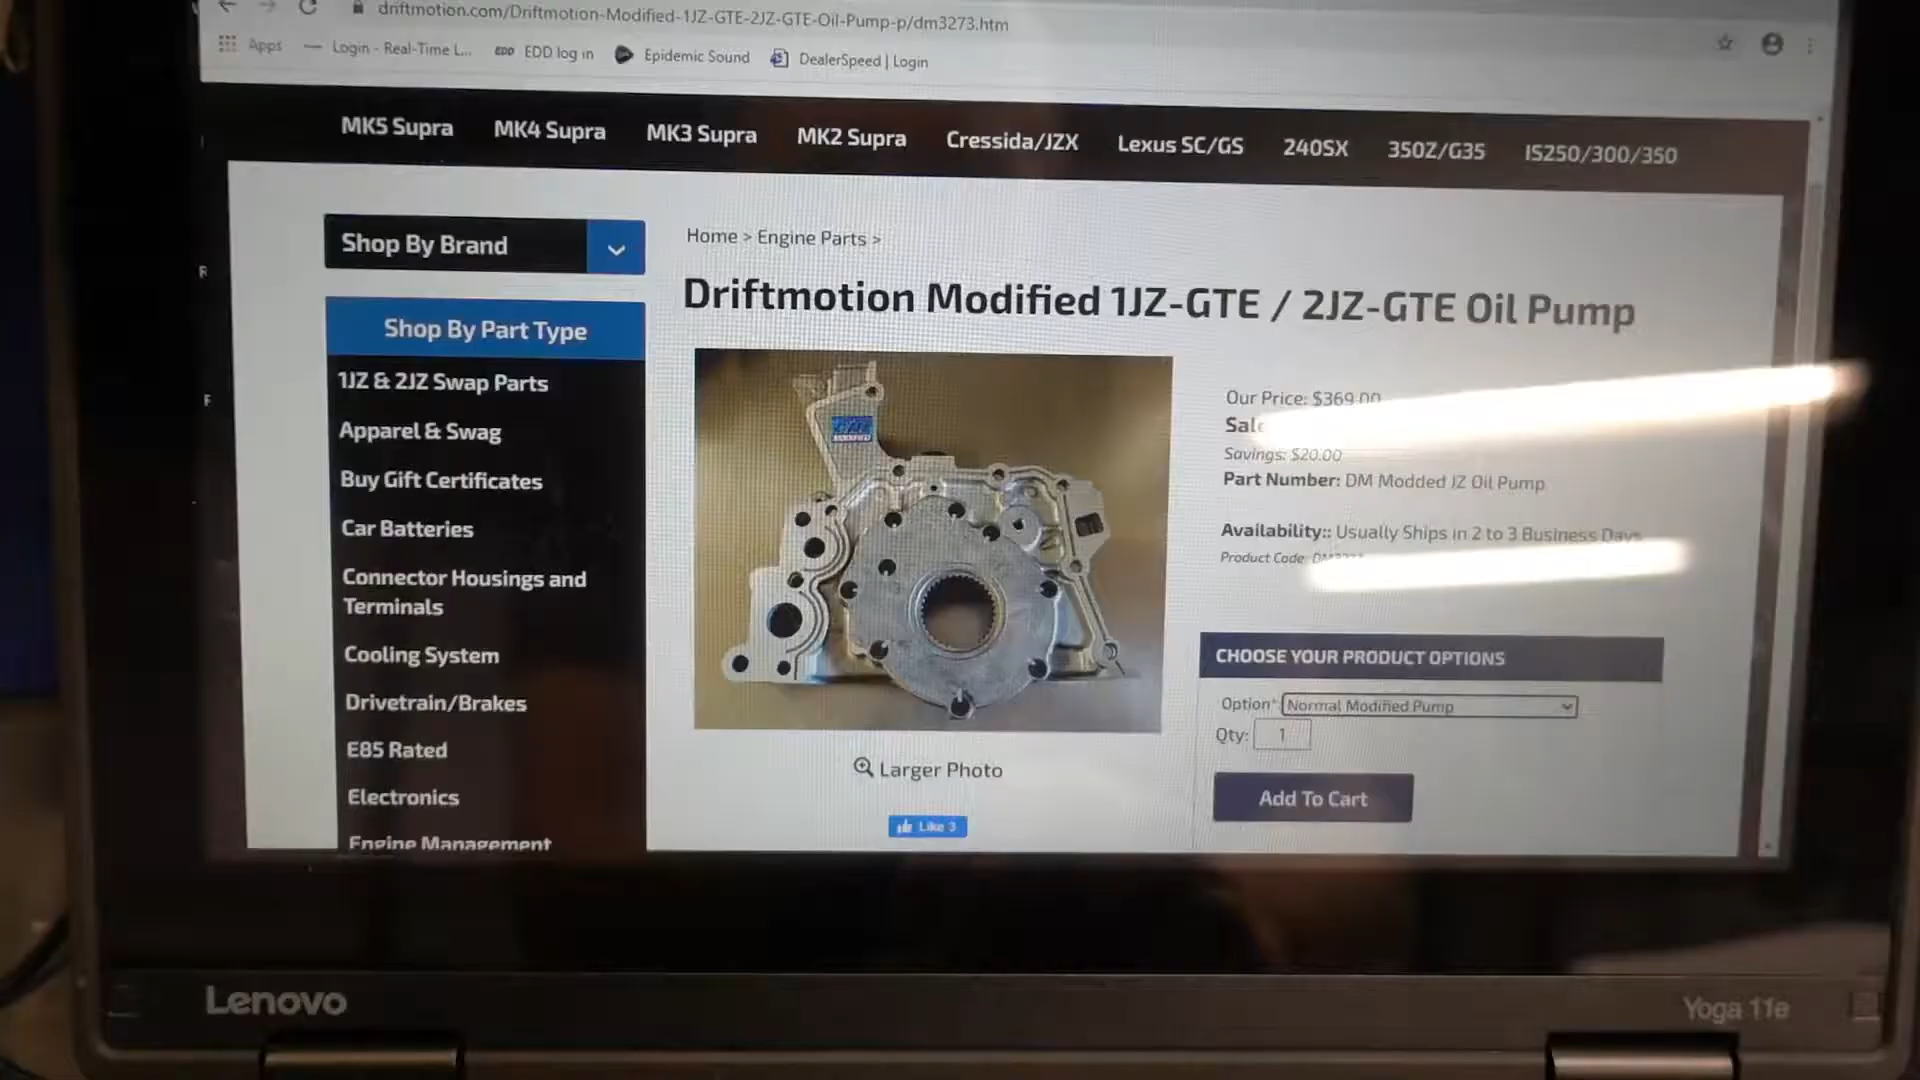 driftmotion.com/Driftmotion-Modified-1JZ-GTE-2JZ-GTE-Oil-Pump-p/dm3273.htm
Apps Login - Real-Time L... EDD EDD log in Epidemic Sound DealerSpeed | Login
MK5 Supra MK4 Supra MK3 Supra MK2 Supra Cressida/JZX Lexus SC/GS 240SX 350Z/G35 IS250/300/350
Shop By Brand
Home > Engine Parts >
Driftmotion Modified 1JZ-GTE / 2JZ-GTE Oil Pump
Shop By Part Type
1JZ & 2JZ Swap Parts
Apparel & Swag
Buy Gift Certificates
Car Batteries
Connector Housings and
Terminals
Cooling System
Drivetrain/Brakes
E85 Rated
Electronics
Engine Management
Our Price: $369.00
Sale
Savings: $20.00
Part Number: DM Modded JZ Oil Pump
Availability:: Usually Ships in 2 to 3 Business Days
Product Code:
CHOOSE YOUR PRODUCT OPTIONS
Option*: Normal Modified Pump
Qty: 1
Add To Cart
Larger Photo
Like 3
Lenovo
Yoga 11e